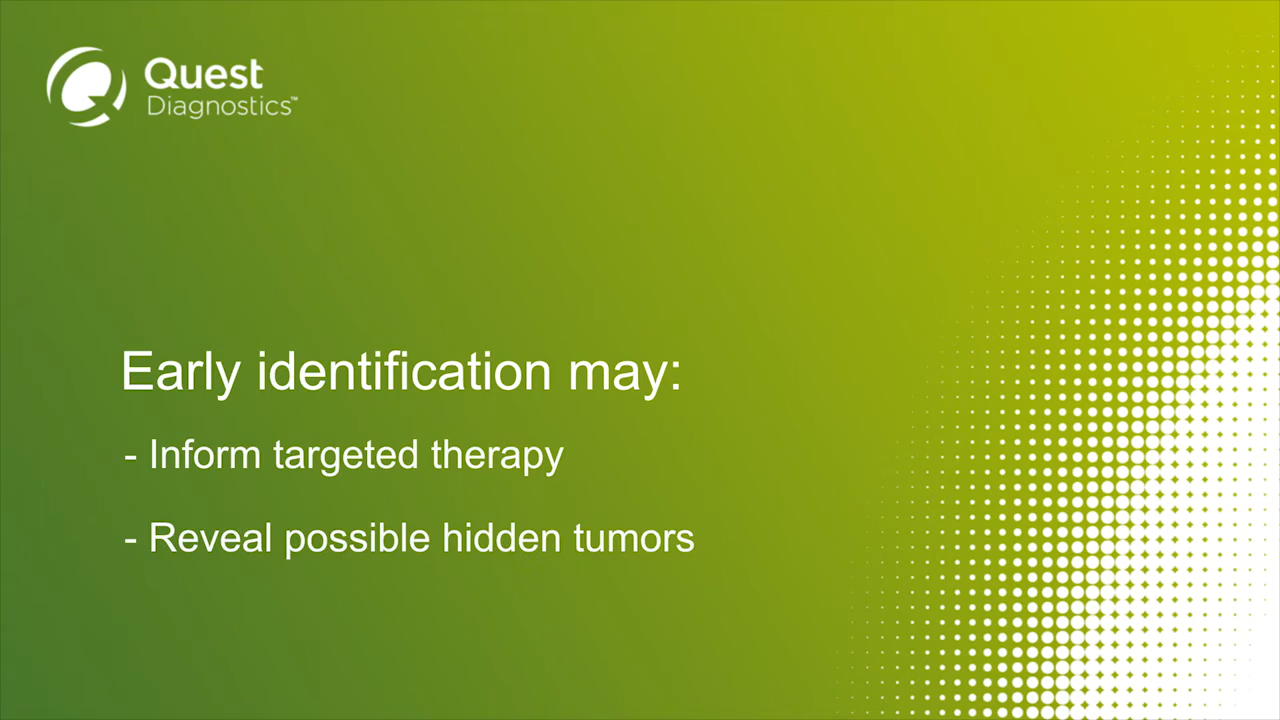 Quest
Diagnostics™
Early identification may:
- Inform targeted therapy
- Reveal possible hidden tumors